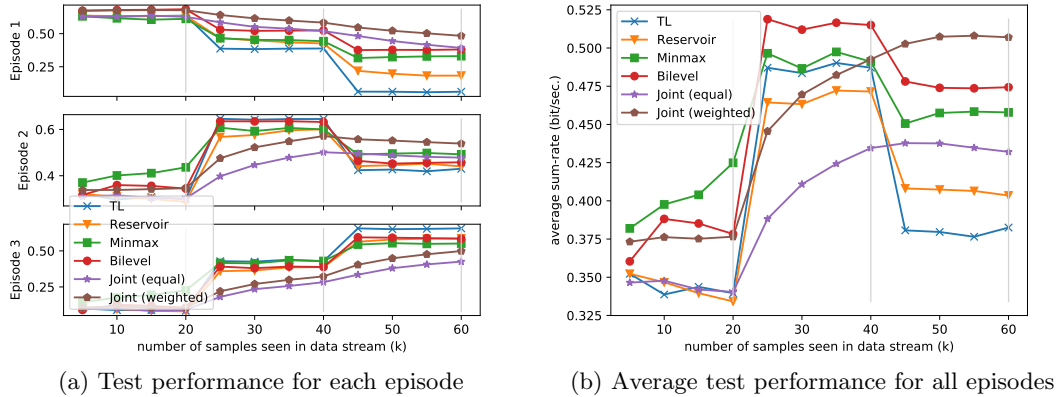 Episode 1
0.50
0.25
Episode 2
0.6
0.4
Episode 3
0.50
0.25
TL
Reservoir
Minmax
Bilevel
Joint (equal)
Joint (weighted)
10 20 30 40 50 60
number of samples seen in data stream (k)
(a) Test performance for each episode
average sum-rate (bit/sec.)
0.525
0.500
0.475
0.450
0.425
0.400
0.375
0.350
0.325
TL
Reservoir
Minmax
Bilevel
Joint (equal)
Joint (weighted)
10 20 30 40 50 60
number of samples seen in data stream (k)
(b) Average test performance for all episodes